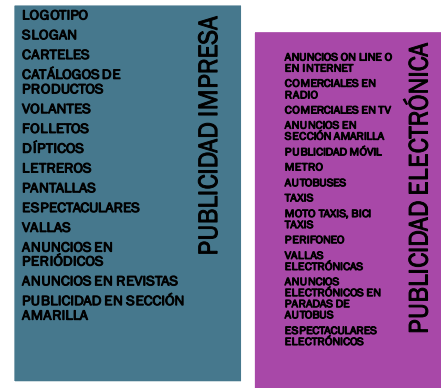 LOGOTIPO
SLOGAN
CARTELES
CATÁLOGOS DE
PRODUCTOS
VOLANTES
FOLLETOS
DÍPTICOS
LETREROS
PANTALLAS
ESPECTACULARES
VALLAS
ANUNCIOS EN
PERIÓDICOS
ANUNCIOS EN REVISTAS
PUBLICIDAD EN SECCIÓN
AMARILLA
PUBLICIDAD IMPRESA
ANUNCIOS ON LINE O
EN INTERNET
COMERCIALES EN
RADIO
COMERCIALES EN TV
ANUNCIOS EN
SECCIÓN AMARILLA
PUBLICIDAD MÓVIL
METRO
AUTOBUSES
TAXIS
MOTO TAXIS, BICI
TAXIS
PERIFONEO
VALLAS
ELECTRÓNICAS
ANUNCIOS
ELECTRÓNICOS EN
PARADAS DE
AUTOBUS
ESPECTACULARES
ELECTRÓNICOS
PUBLICIDAD ELECTRÓNICA